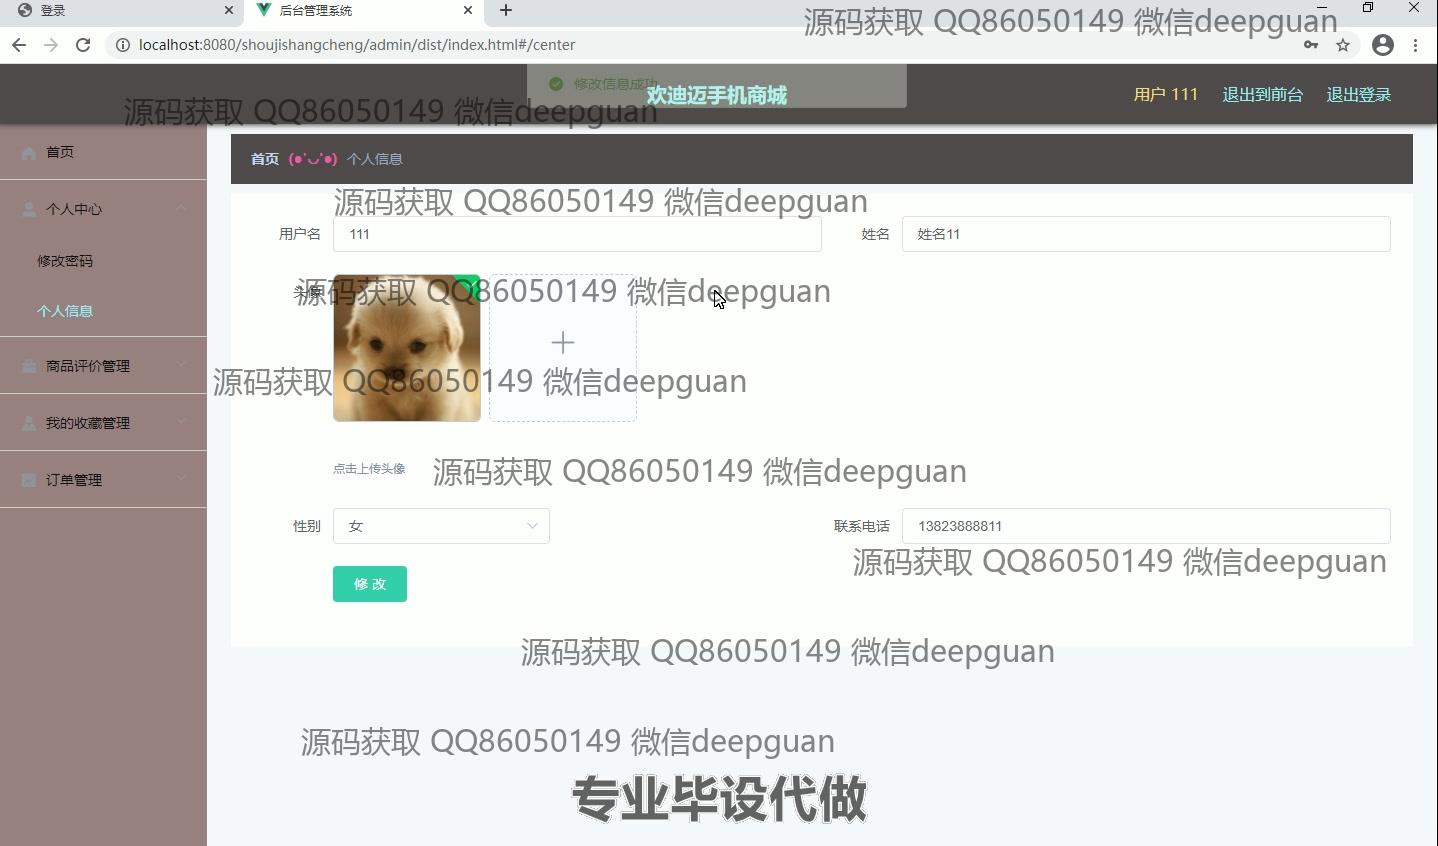 登录
后台管理系统
源码获取 QQ86050149 微信deepguan
localhost:8080/shoujishangcheng/admin/dist/index.html#/center
修改信息成功
欢迪迈手机商城
用户 111
退出到前台
退出登录
源码获取 QQ86050149 微信deepguan
首页
首页 (●'◡'●) 个人信息
个人中心
源码获取 QQ86050149 微信deepguan
用户名 111
姓名 姓名11
修改密码
头像
源码获取 QQ86050149 微信deepguan
个人信息
商品评价管理
源码获取 QQ86050149 微信deepguan
我的收藏管理
点击上传头像
源码获取 QQ86050149 微信deepguan
订单管理
性别 女
联系电话 13823888811
源码获取 QQ86050149 微信deepguan
修改
源码获取 QQ86050149 微信deepguan
源码获取 QQ86050149 微信deepguan
专业毕设代做